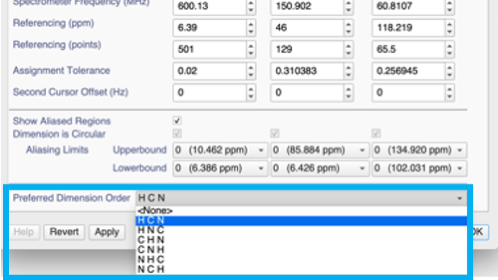 Spectrometer Frequency (MHz) 600.13 150.902 60.8107
Referencing (ppm) 6.39 46 118.219
Referencing (points) 501 129 65.5
Assignment Tolerance 0.02 0.310383 0.256945
Second Cursor Offset (Hz) 0 0 0
Show Aliased Regions
Dimension is Circular
Aliasing Limits Upperbound 0 (10.462 ppm) 0 (85.884 ppm) 0 (134.920 ppm)
Lowerbound 0 (6.386 ppm) 0 (6.426 ppm) 0 (102.031 ppm)
Preferred Dimension Order H C N
<None>
H C N
H N C
C H N
C N H
N H C
N C H
Help Revert Apply OK